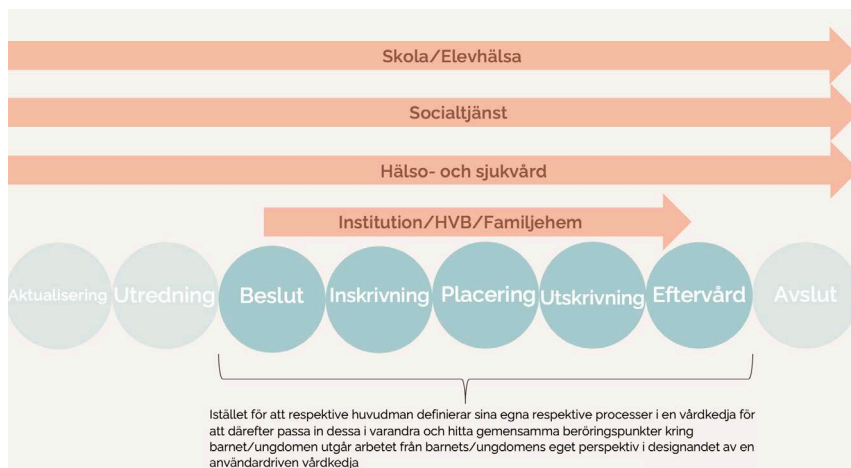 Skola/Elevhälsa
Socialtjänst
Hälso- och sjukvård
Institution/HVB/Familjehem
Aktualisering Utredning Beslut Inskrivning Placering Utskrivning Eftervård Avslut
Istället för att respektive huvudman definierar sina egna respektive processer i en vårdkedja för
att därefter passa in dessa i varandra och hitta gemensamma beröringspunkter kring
barnet/ungdomen utgår arbetet från barnets/ungdomens eget perspektiv i designandet av en
användardriven vårdkedja